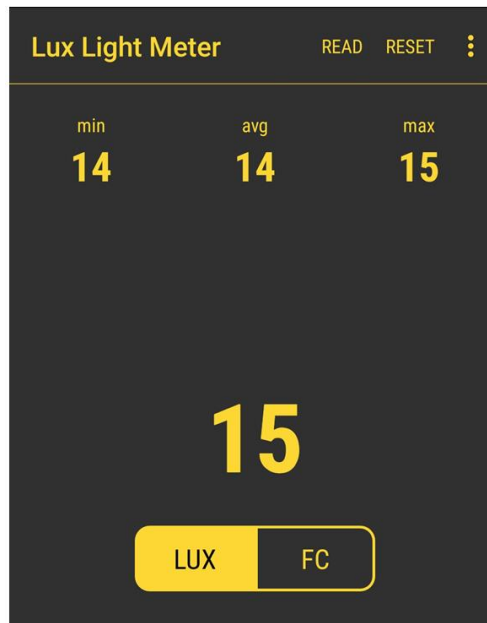 Lux Light Meter READ RESET
min avg max
14 14 15
15
LUX FC